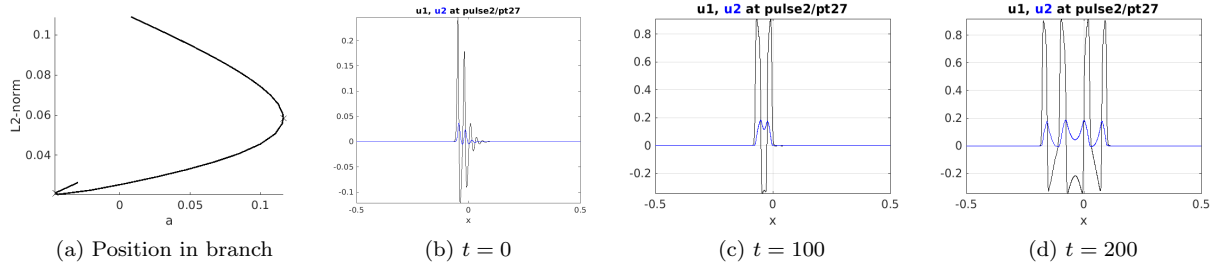 0.1
0.08
0.06
0.04
L2-norm
0
0.05
0.1
a
(a) Position in branch
u1, u2 at pulse2/pt27
0.2
0.15
0.1
0.05
0
-0.05
-0.1
-0.5
0
0.5
x
(b) t = 0
u1, u2 at pulse2/pt27
0.8
0.6
0.4
0.2
0
-0.2
-0.5
0
0.5
x
(c) t = 100
u1, u2 at pulse2/pt27
0.8
0.6
0.4
0.2
0
-0.2
-0.5
0
0.5
x
(d) t = 200